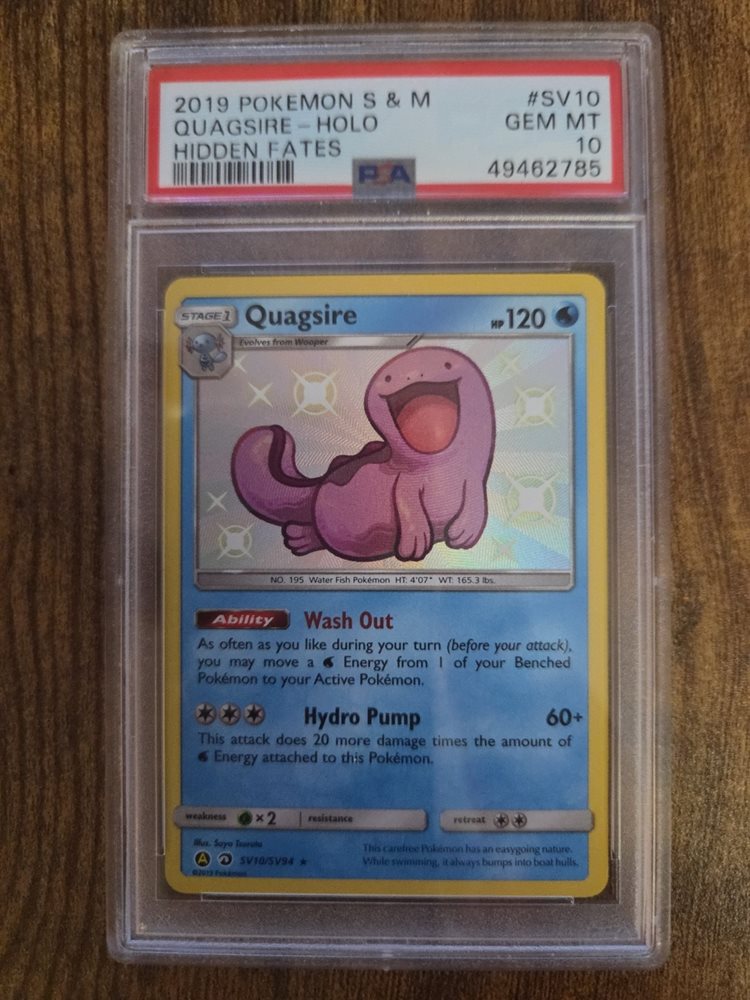 2019 POKEMON S & M #SV10
QUAGSIRE - HOLO GEM MT
HIDDEN FATES 10
PSA 49462785
STAGE 1 Quagsire HP 120
Evolves from Wooper
NO. 195 Water Fish Pokémon HT: 4'07" WT: 165.3 lbs.
Ability Wash Out
As often as you like during your turn (before your attack),
you may move a Energy from 1 of your Benched
Pokémon to your Active Pokémon.
Hydro Pump 60+
This attack does 20 more damage times the amount of
Energy attached to this Pokémon.
weakness ×2 resistance retreat
Illus. Saya Tsuruta
This carefree Pokémon has an easygoing nature.
While swimming, it always bumps into boat hulls.
A SV10/SV94 ★
©2019 Pokémon